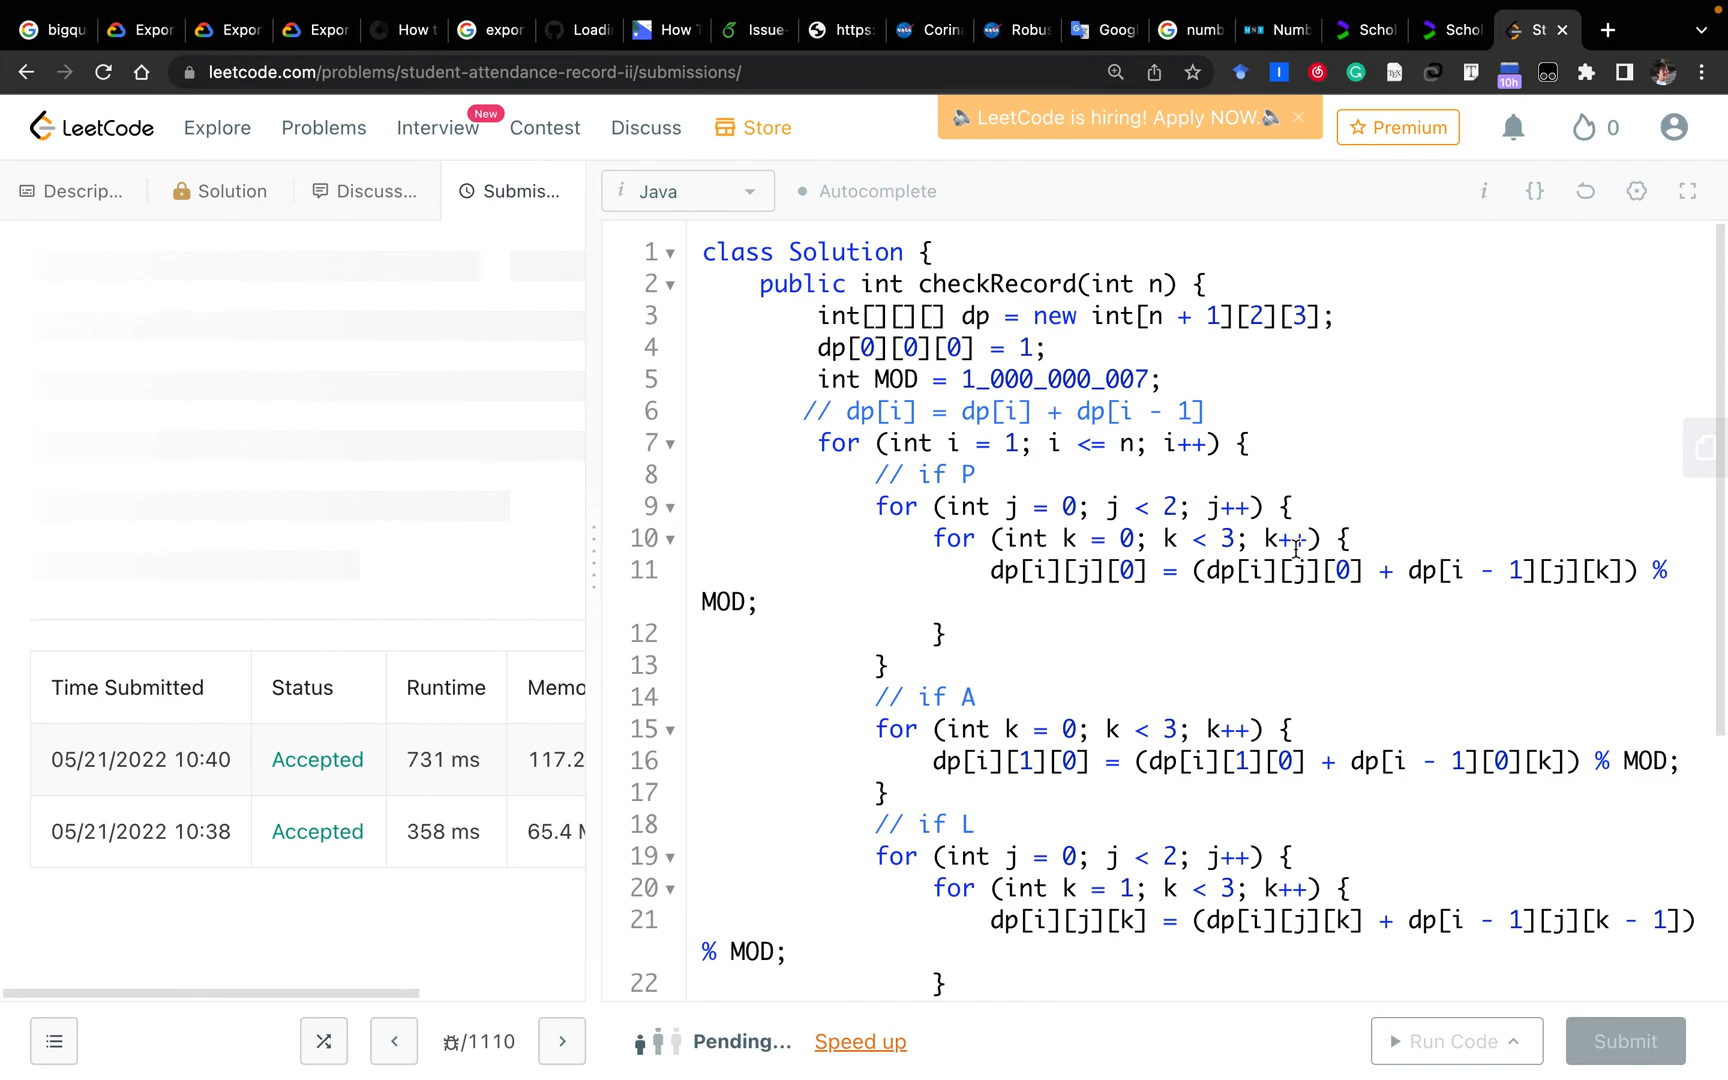 bigqu
Expor
Expor
Expor
How t
expor
Loadi
How T
Issue-
https:
Corin
Robus
Goog
numb
Numb
Schol
Schol
St
leetcode.com/problems/student-attendance-record-ii/submissions/
10h
LeetCode
Explore
Problems
Interview
New
Contest
Discuss
Store
LeetCode is hiring! Apply NOW.
Premium
0
Descrip...
Solution
Discuss...
Submis...
i Java
Autocomplete
i {}
1 class Solution {
2 public int checkRecord(int n) {
3 int[][][] dp = new int[n + 1][2][3];
4 dp[0][0][0] = 1;
5 int MOD = 1_000_000_007;
6 // dp[i] = dp[i] + dp[i - 1]
7 for (int i = 1; i <= n; i++) {
8 // if P
9 for (int j = 0; j < 2; j++) {
10 for (int k = 0; k < 3; k++) {
11 dp[i][j][0] = (dp[i][j][0] + dp[i - 1][j][k]) %
MOD;
12 }
13 }
14 // if A
15 for (int k = 0; k < 3; k++) {
16 dp[i][1][0] = (dp[i][1][0] + dp[i - 1][0][k]) % MOD;
17 }
18 // if L
19 for (int j = 0; j < 2; j++) {
20 for (int k = 1; k < 3; k++) {
21 dp[i][j][k] = (dp[i][j][k] + dp[i - 1][j][k - 1])
% MOD;
22 }
Time Submitted Status Runtime Memo
05/21/2022 10:40 Accepted 731 ms 117.2
05/21/2022 10:38 Accepted 358 ms 65.4 M
/1110
Pending...
Speed up
Run Code
Submit